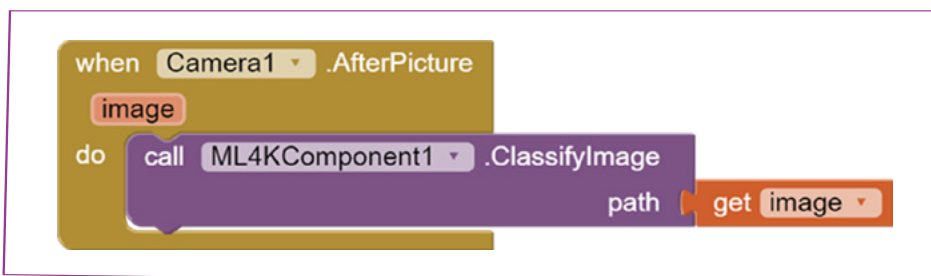 when Camera1 .AfterPicture
image
do call ML4KComponent1 .ClassifyImage
path get image